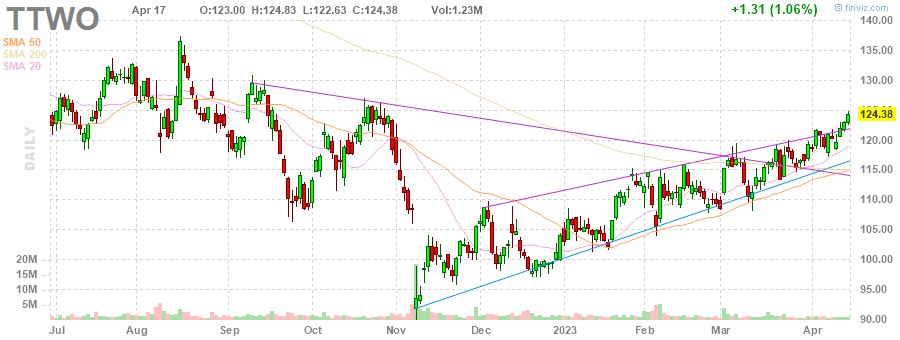 TTWO
Apr 17 O:123.00 H:124.83 L:122.63 C:124.38 Vol:1.23M +1.31 (1.06%) finviz.com
SMA 50
SMA 200
SMA 20
DAILY
140.00
135.00
130.00
124.38
120.00
115.00
110.00
105.00
100.00
95.00
90.00
20M
15M
10M
5M
Jul Aug Sep Oct Nov Dec 2023 Feb Mar Apr